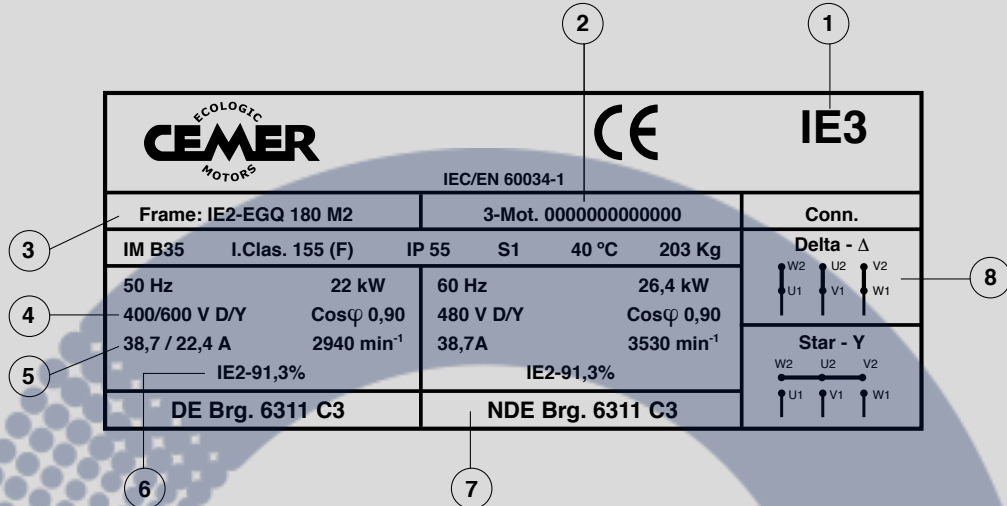 2
1
ECOLOGIC
CEMER
MOTORS
CE
IE3
IEC/EN 60034-1
Frame: IE2-EGQ 180 M2
3-Mot. 0000000000000
Conn.
3
IM B35 I.Clas. 155 (F) IP 55 S1 40 ºC 203 Kg
Delta - Δ
W2 U2 V2
U1 V1 W1
8
50 Hz 22 kW
400/600 V D/Y Cosφ 0,90
38,7 / 22,4 A 2940 min⁻¹
IE2-91,3%
60 Hz 26,4 kW
480 V D/Y Cosφ 0,90
38,7A 3530 min⁻¹
IE2-91,3%
4
5
Star - Y
W2 U2 V2
U1 V1 W1
DE Brg. 6311 C3
NDE Brg. 6311 C3
6
7